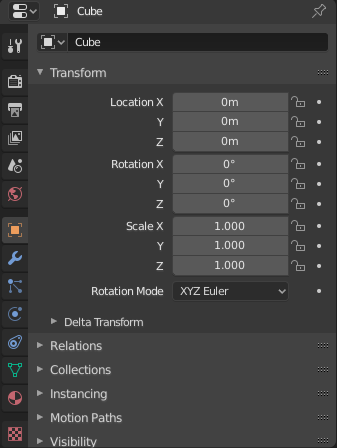 Cube
Cube
Transform
Location X 0m
Y 0m
Z 0m
Rotation X 0°
Y 0°
Z 0°
Scale X 1.000
Y 1.000
Z 1.000
Rotation Mode XYZ Euler
Delta Transform
Relations
Collections
Instancing
Motion Paths
Visibility